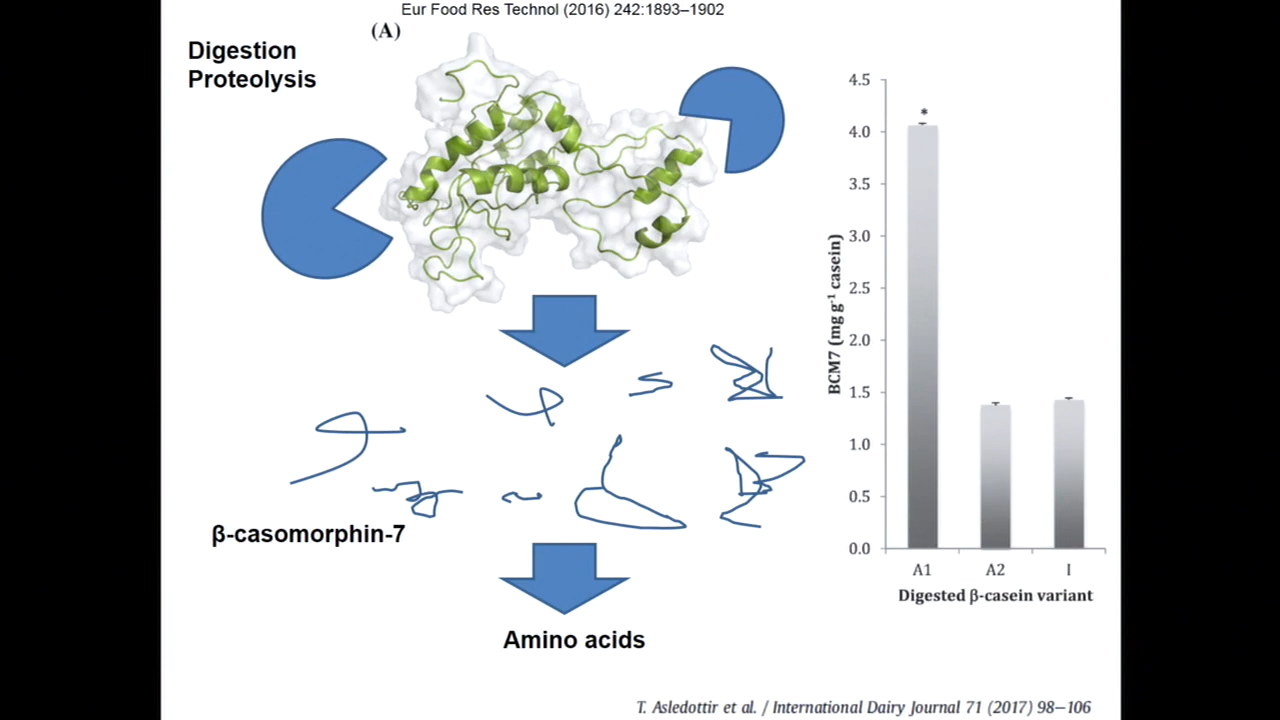 Eur Food Res Technol (2016) 242:1893–1902
(A)
Digestion
Proteolysis
β-casomorphin-7
Amino acids
BCM7 (mg g⁻¹ casein)
4.5
4.0
3.5
3.0
2.5
2.0
1.5
1.0
0.5
0.0
*
A1 A2 I
Digested β-casein variant
T. Asledottir et al. / International Dairy Journal 71 (2017) 98–106